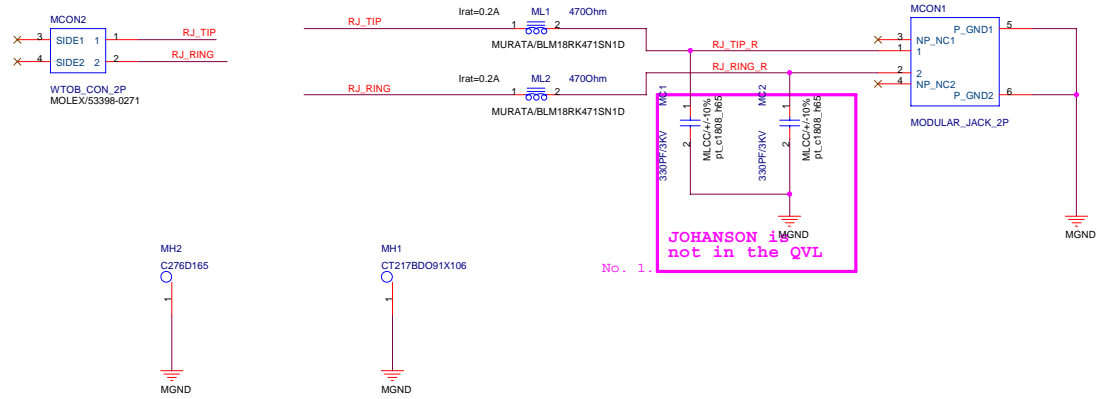 MCON2
3 SIDE1 1 1 RJ_TIP
4 SIDE2 2 2 RJ_RING
WTOB_CON_2P
MOLEX/53398-0271
RJ_TIP
Irat=0.2A ML1 470Ohm
1 2
MURATA/BLM18RK471SN1D
RJ_RING
Irat=0.2A ML2 470Ohm
1 2
MURATA/BLM18RK471SN1D
RJ_TIP_R
RJ_RING_R
MCON1
P_GND1 5
3 NP_NC1
1 1
2 2
4 NP_NC2
P_GND2 6
MODULAR_JACK_2P
MGND
MC1
1
2
330PF/3KV
MLCC/+/-10%
pt_c1808_h65
MC2
1
2
330PF/3KV
MLCC/+/-10%
pt_c1808_h65
MGND
JOHANSON is
not in the QVL
No. 1.
MH2
C276D165
1
MGND
MH1
CT217BDO91X106
1
MGND